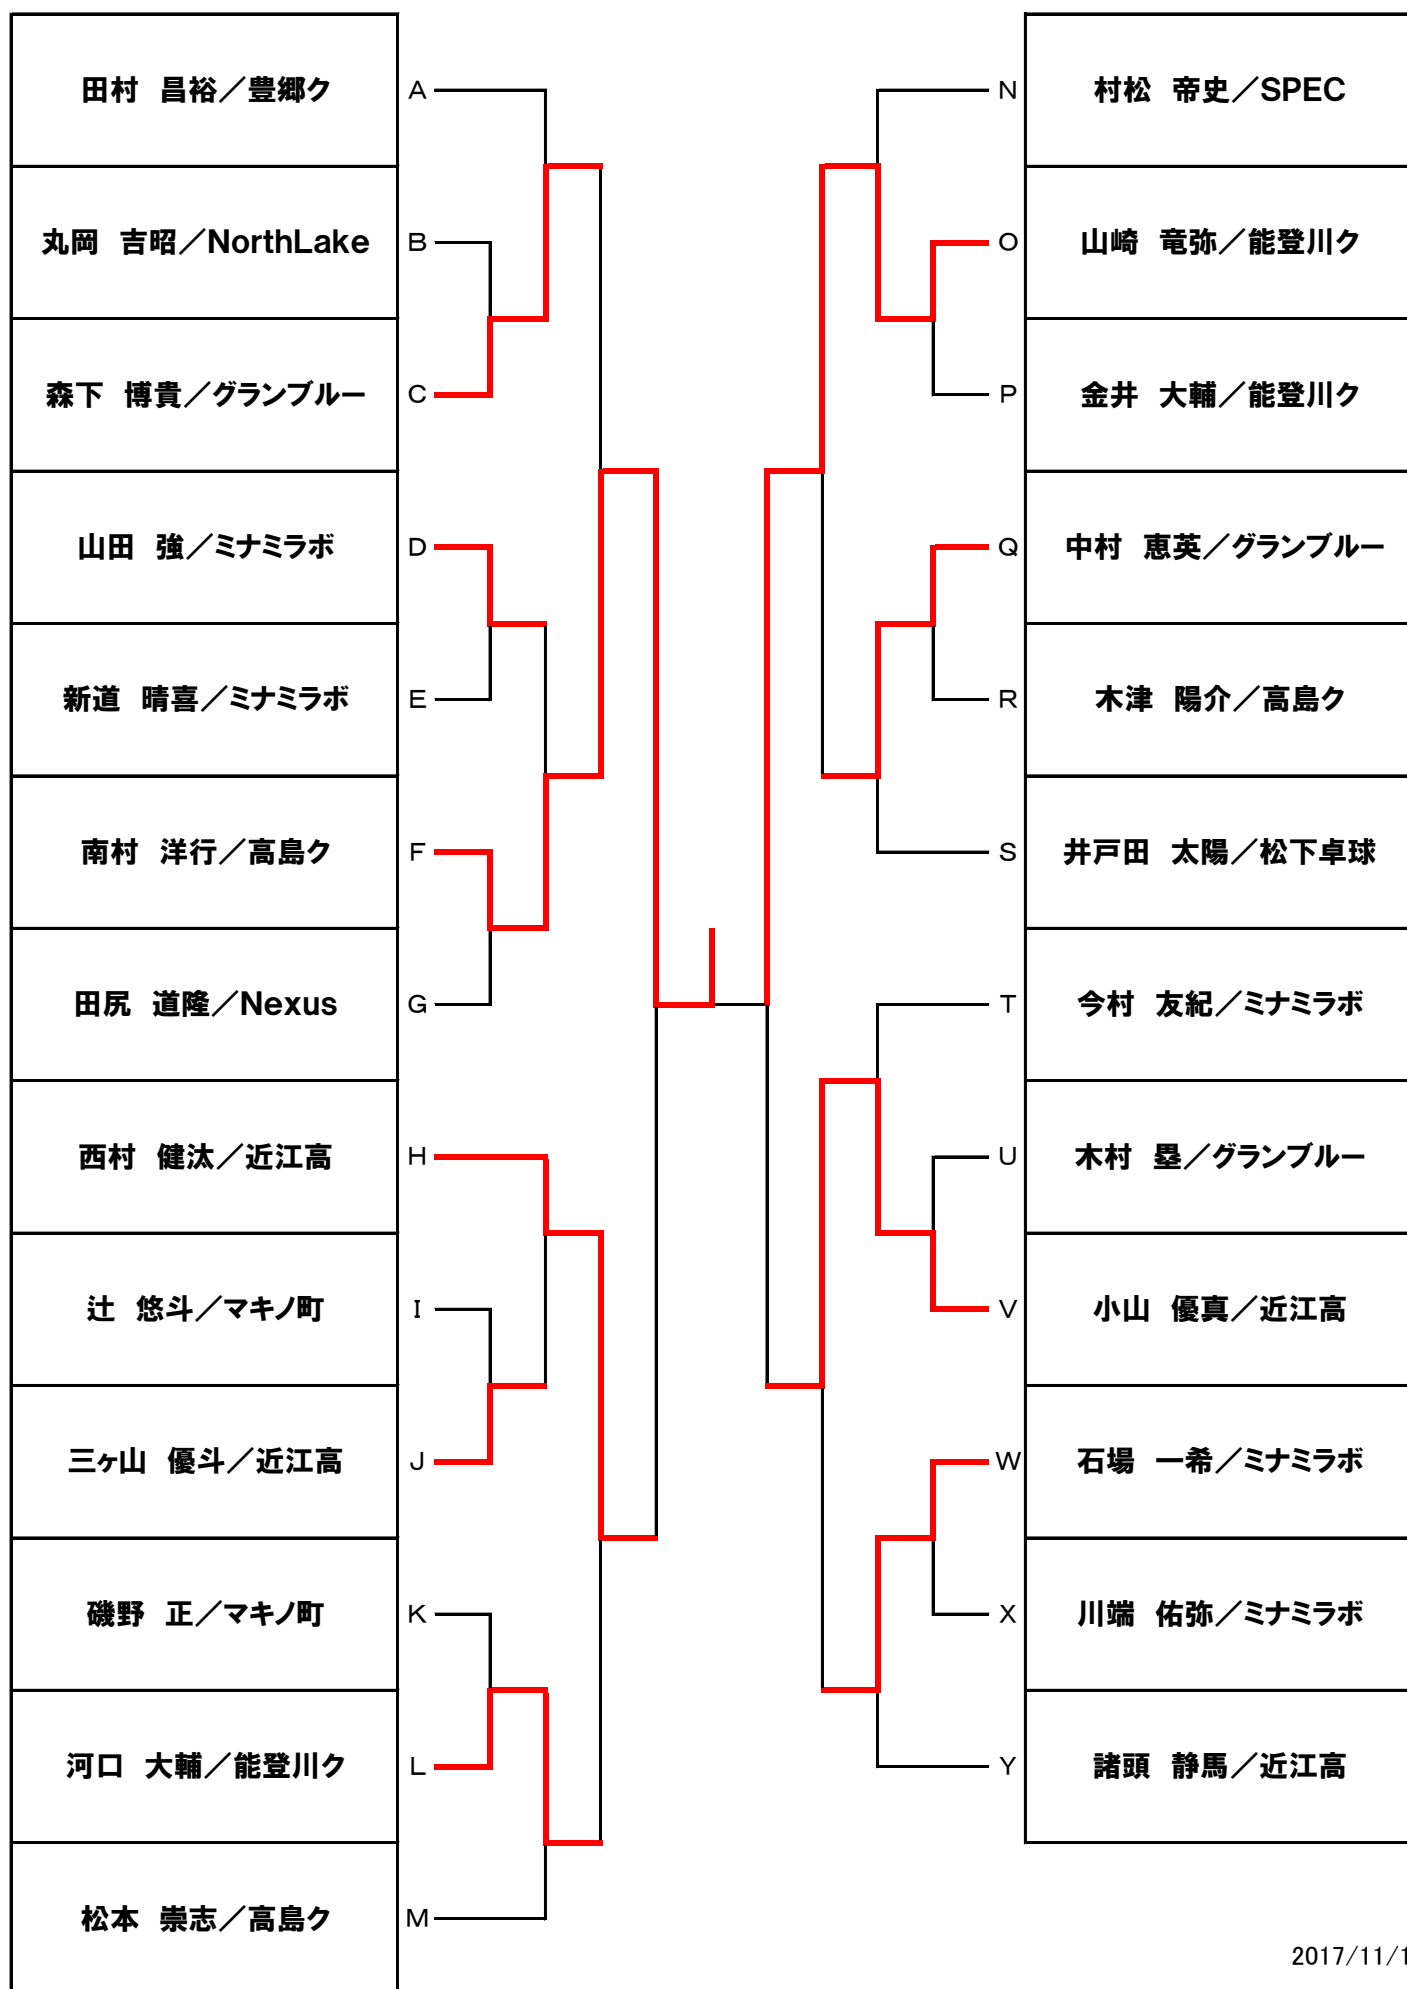 田村 昌裕／豊郷ク A
丸岡 吉昭／NorthLake B
森下 博貴／グランブルー C
山田 強／ミナミラボ D
新道 晴喜／ミナミラボ E
南村 洋行／高島ク F
田尻 道隆／Nexus G
西村 健汰／近江高 H
辻 悠斗／マキノ町 I
三ヶ山 優斗／近江高 J
磯野 正／マキノ町 K
河口 大輔／能登川ク L
松本 崇志／高島ク M
N 村松 帝史／SPEC
O 山崎 竜弥／能登川ク
P 金井 大輔／能登川ク
Q 中村 恵英／グランブルー
R 木津 陽介／高島ク
S 井戸田 太陽／松下卓球
T 今村 友紀／ミナミラボ
U 木村 塁／グランブルー
V 小山 優真／近江高
W 石場 一希／ミナミラボ
X 川端 佑弥／ミナミラボ
Y 諸頭 静馬／近江高
2017/11/1